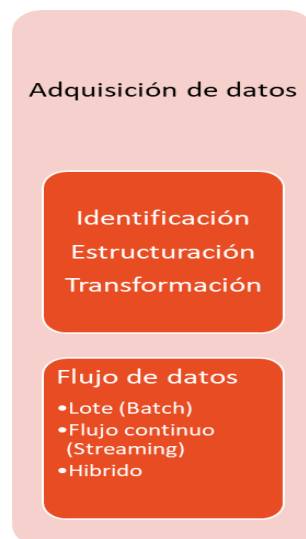 Adquisición de datos
Identificación
Estructuración
Transformación
Flujo de datos
•Lote (Batch)
•Flujo continuo
(Streaming)
•Hibrido